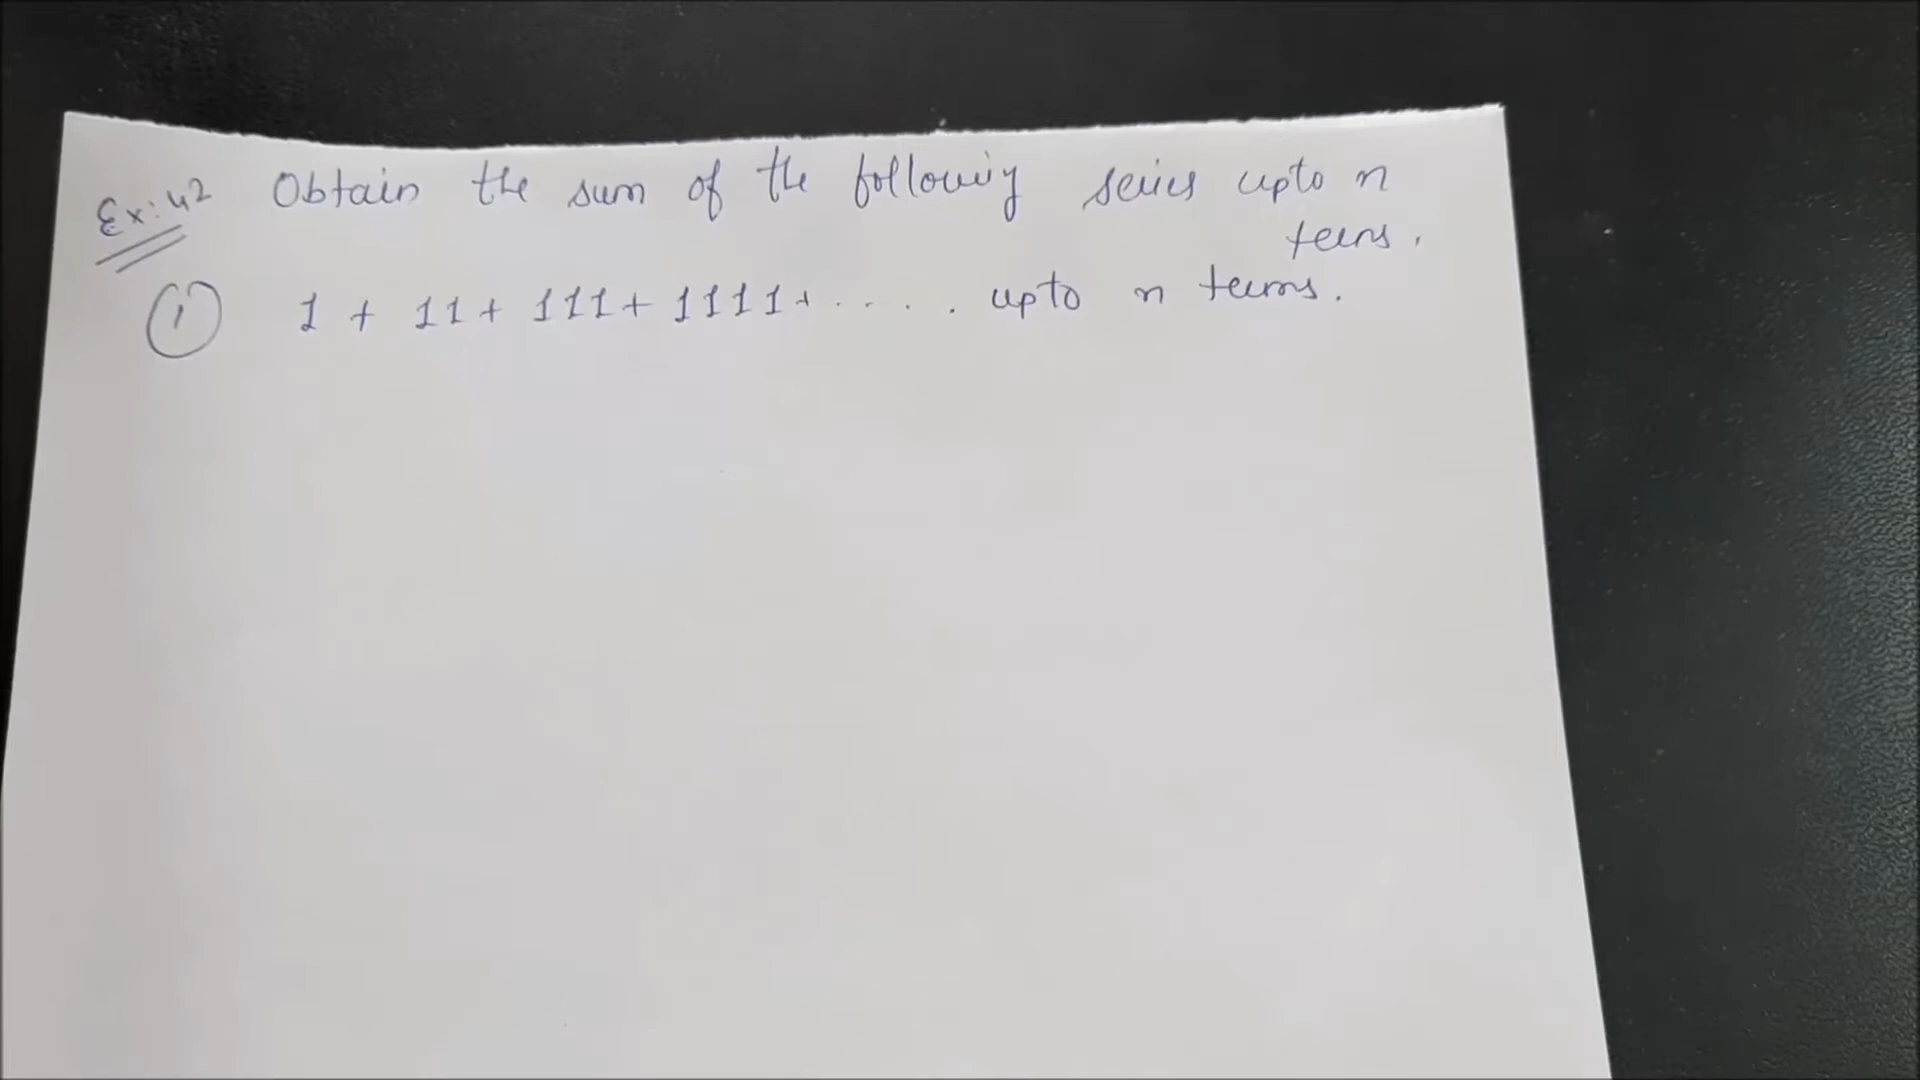 Ex: 42 Obtain the sum of the following series upto n
terms.
① 1 + 11 + 111 + 1111 + . . . . upto n terms.